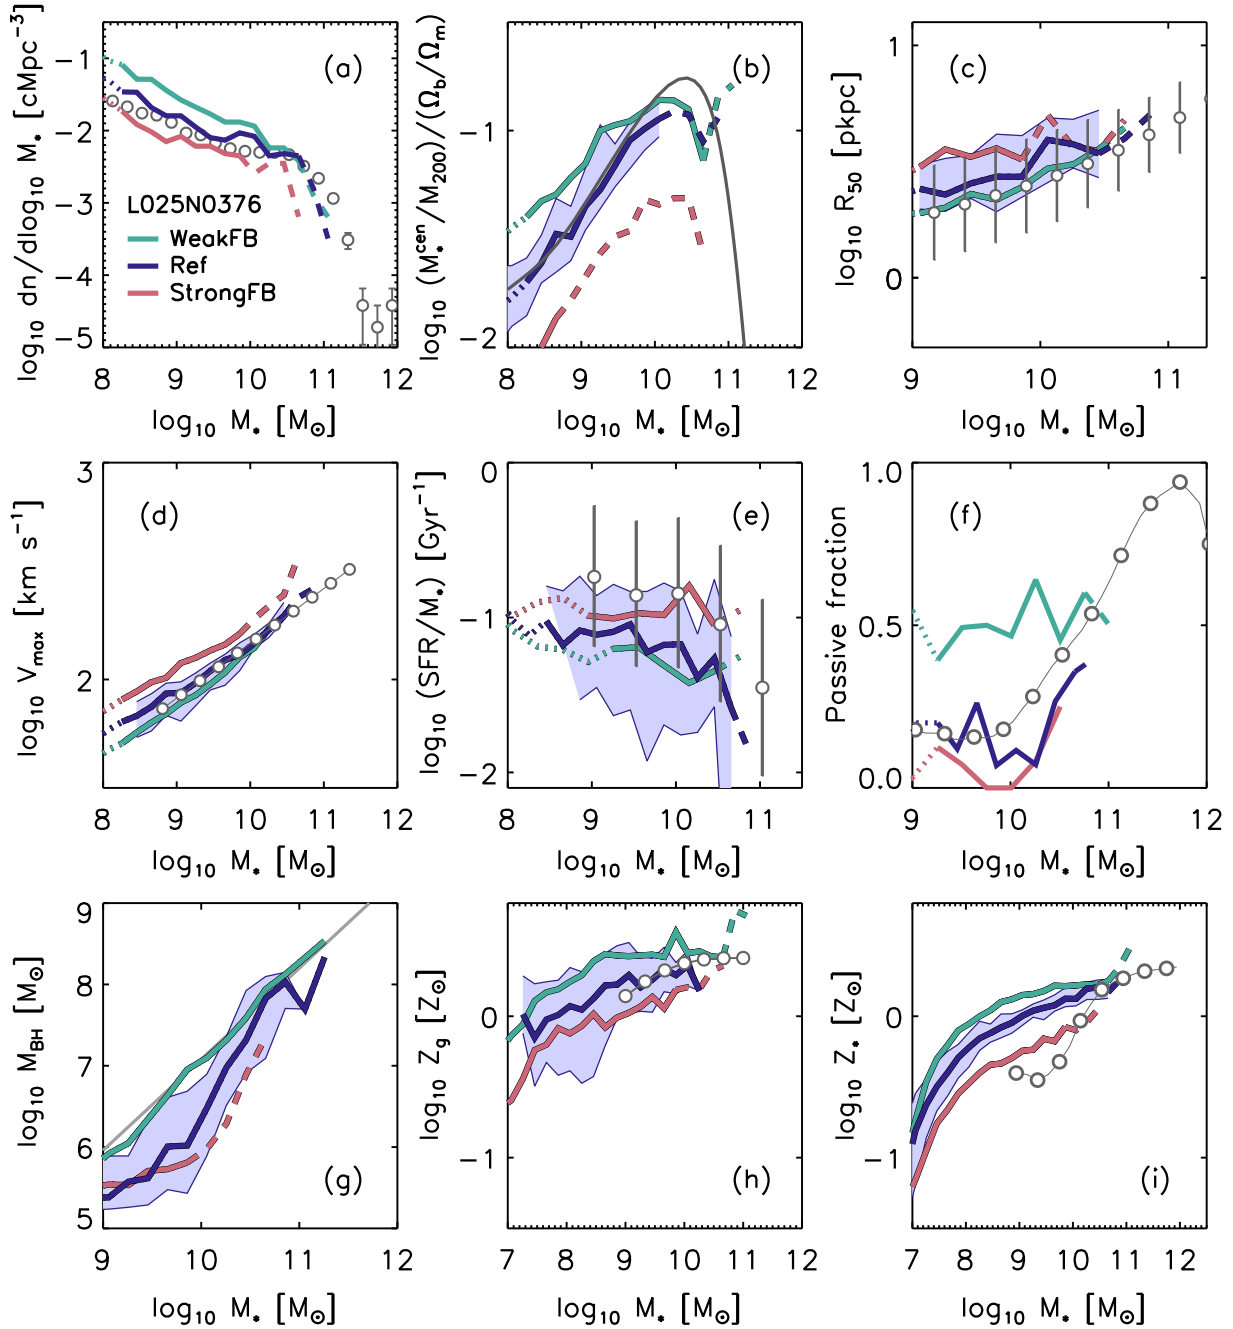 (a)
log₁₀ dn/dlog₁₀ M* [cMpc⁻³]
−1
−2
−3
−4
−5
L025N0376
WeakFB
Ref
StrongFB
8 9 10 11 12
log₁₀ M* [M⊙]
(b)
log₁₀ (M*ᶜᵉⁿ/M₂₀₀)/(Ω_b/Ω_m)
−1
−2
8 9 10 11 12
log₁₀ M* [M⊙]
(c)
log₁₀ R₅₀ [pkpc]
1
0
9 10 11
log₁₀ M* [M⊙]
(d)
log₁₀ Vₘₐₓ [km s⁻¹]
3
2
8 9 10 11 12
log₁₀ M* [M⊙]
(e)
log₁₀ (SFR/M*) [Gyr⁻¹]
0
−1
−2
8 9 10 11
log₁₀ M* [M⊙]
(f)
Passive fraction
1.0
0.5
0.0
9 10 11 12
log₁₀ M* [M⊙]
(g)
log₁₀ M_BH [M⊙]
9
8
7
6
5
9 10 11 12
log₁₀ M* [M⊙]
(h)
log₁₀ Z_g [Z⊙]
0
−1
7 8 9 10 11 12
log₁₀ M* [M⊙]
(i)
log₁₀ Z* [Z⊙]
0
−1
7 8 9 10 11 12
log₁₀ M* [M⊙]